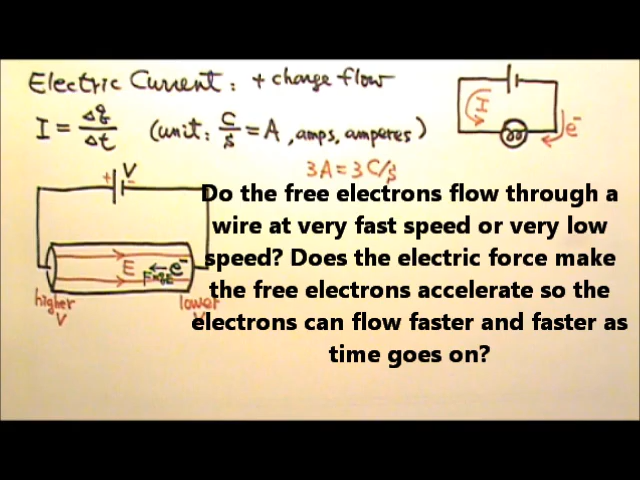 Electric Current: + charge flow
I = Δq/Δt (unit: C/s = A, amps, amperes)
I
e⁻
3A = 3 C/s
+ V -
E
← e⁻
F = qE
higher V
lower V
Do the free electrons flow through a
wire at very fast speed or very low
speed? Does the electric force make
the free electrons accelerate so the
electrons can flow faster and faster as
time goes on?